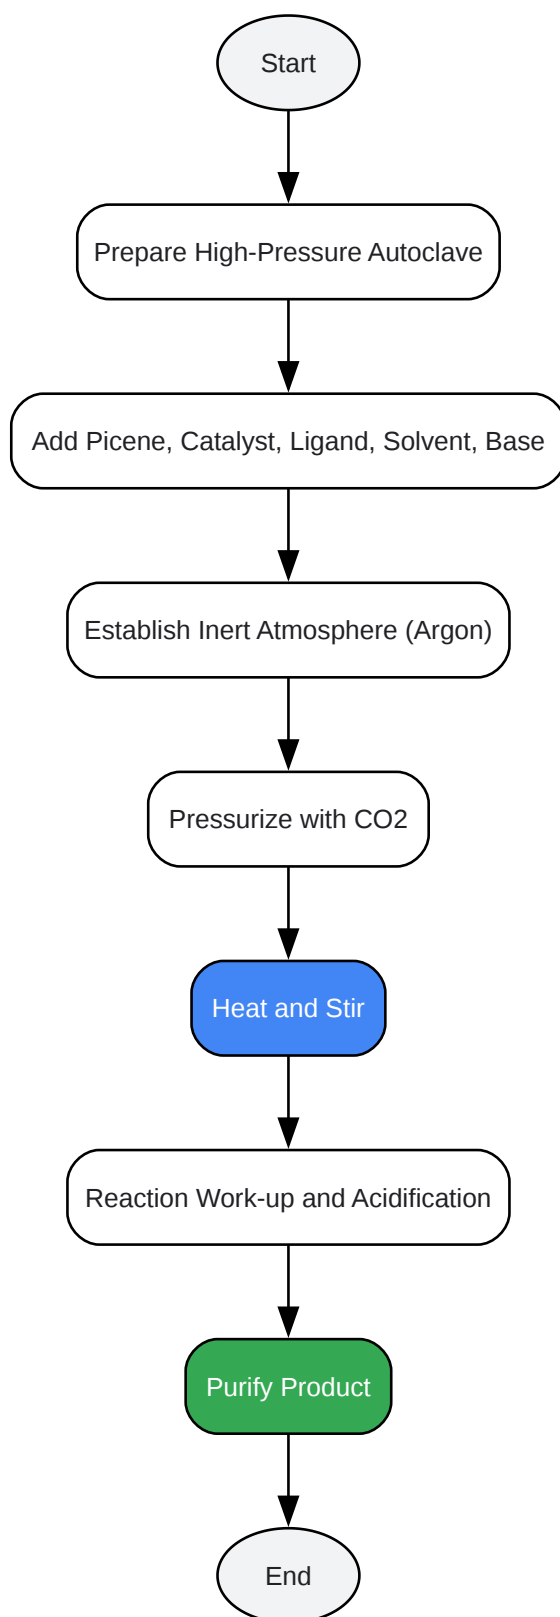 Start
Prepare High-Pressure Autoclave
Add Picene, Catalyst, Ligand, Solvent, Base
Establish Inert Atmosphere (Argon)
Pressurize with CO2
Heat and Stir
Reaction Work-up and Acidification
Purify Product
End